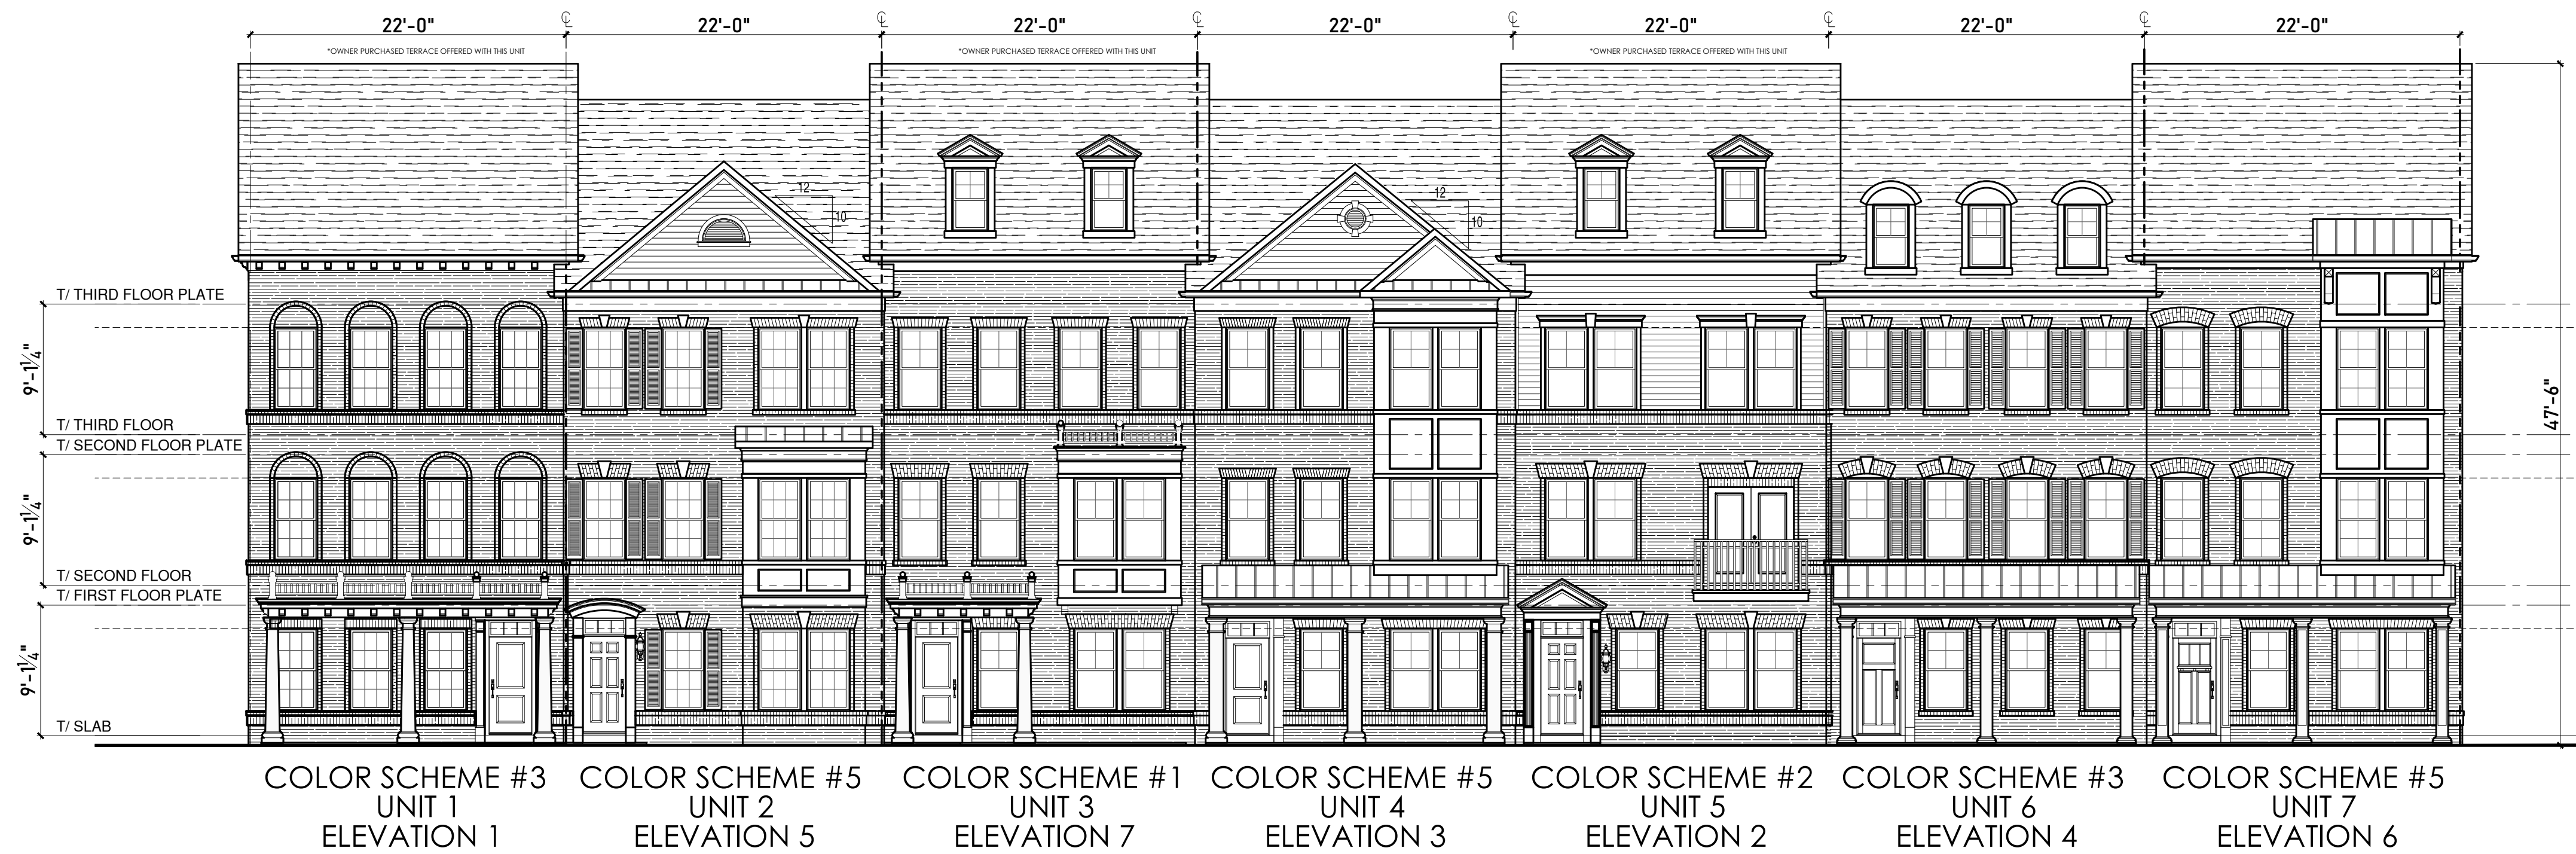 22'-0" ℄ 22'-0" ℄ 22'-0" ℄ 22'-0" ℄ 22'-0" ℄ 22'-0" ℄ 22'-0"
*OWNER PURCHASED TERRACE OFFERED WITH THIS UNIT
*OWNER PURCHASED TERRACE OFFERED WITH THIS UNIT
*OWNER PURCHASED TERRACE OFFERED WITH THIS UNIT
12
10
12
10
T/ THIRD FLOOR PLATE
9'-1¼"
T/ THIRD FLOOR
T/ SECOND FLOOR PLATE
9'-1¼"
T/ SECOND FLOOR
T/ FIRST FLOOR PLATE
9'-1¼"
T/ SLAB
47'-6"
COLOR SCHEME #3
UNIT 1
ELEVATION 1
COLOR SCHEME #5
UNIT 2
ELEVATION 5
COLOR SCHEME #1
UNIT 3
ELEVATION 7
COLOR SCHEME #5
UNIT 4
ELEVATION 3
COLOR SCHEME #2
UNIT 5
ELEVATION 2
COLOR SCHEME #3
UNIT 6
ELEVATION 4
COLOR SCHEME #5
UNIT 7
ELEVATION 6